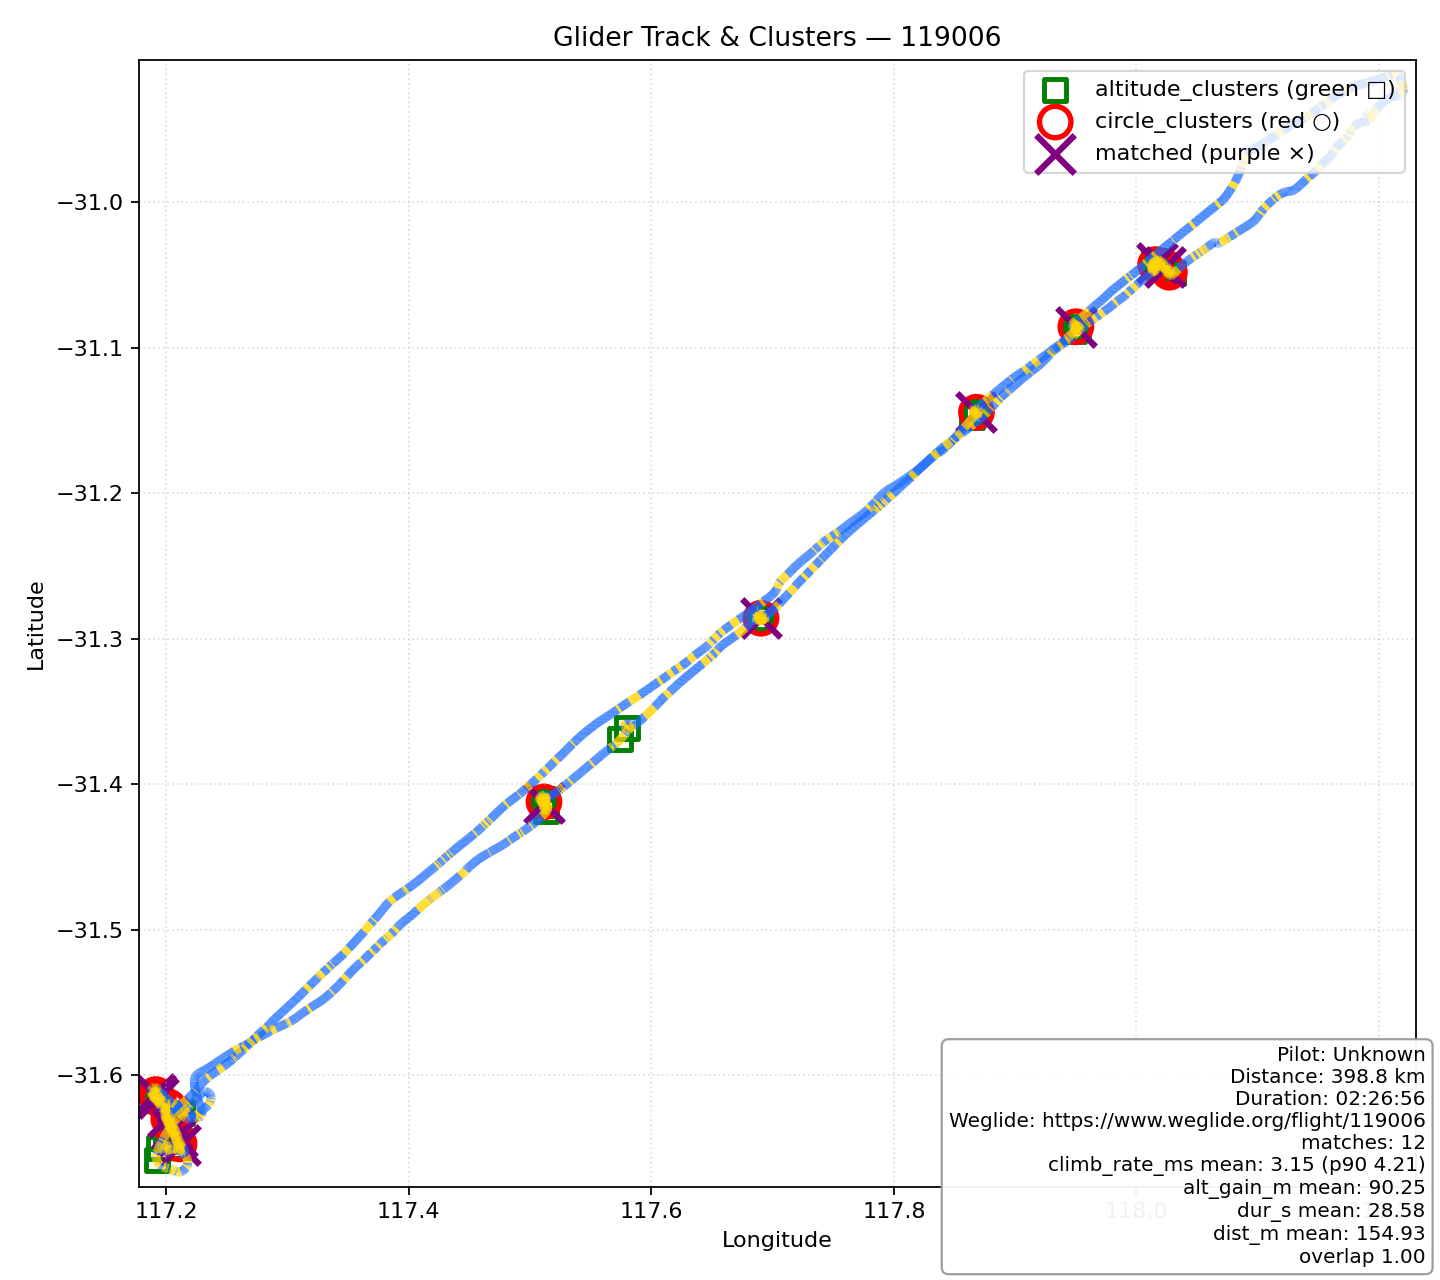 Glider Track & Clusters — 119006
altitude_clusters (green □)
circle_clusters (red ○)
matched (purple ×)
Latitude
−31.0
−31.1
−31.2
−31.3
−31.4
−31.5
−31.6
117.2
117.4
117.6
117.8
118.0
Longitude
Pilot: Unknown
Distance: 398.8 km
Duration: 02:26:56
Weglide: https://www.weglide.org/flight/119006
matches: 12
climb_rate_ms mean: 3.15 (p90 4.21)
alt_gain_m mean: 90.25
dur_s mean: 28.58
dist_m mean: 154.93
overlap 1.00